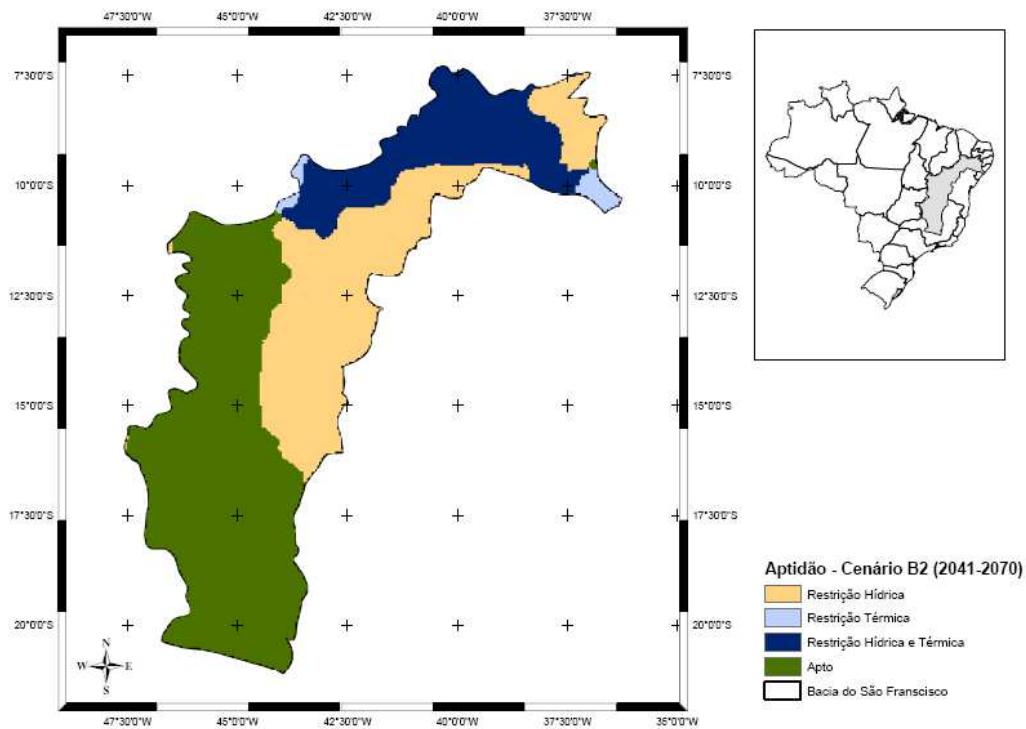 47°30'0"W 45°0'0"W 42°30'0"W 40°0'0"W 37°30'0"W
7°30'0"S 7°30'0"S
10°0'0"S 10°0'0"S
12°30'0"S 12°30'0"S
15°0'0"S 15°0'0"S
17°30'0"S 17°30'0"S
20°0'0"S 20°0'0"S
N
W E
S
47°30'0"W 45°0'0"W 42°30'0"W 40°0'0"W 37°30'0"W 35°0'0"W
Aptidão - Cenário B2 (2041-2070)
Restrição Hídrica
Restrição Térmica
Restrição Hídrica e Térmica
Apto
Bacia do São Franscisco